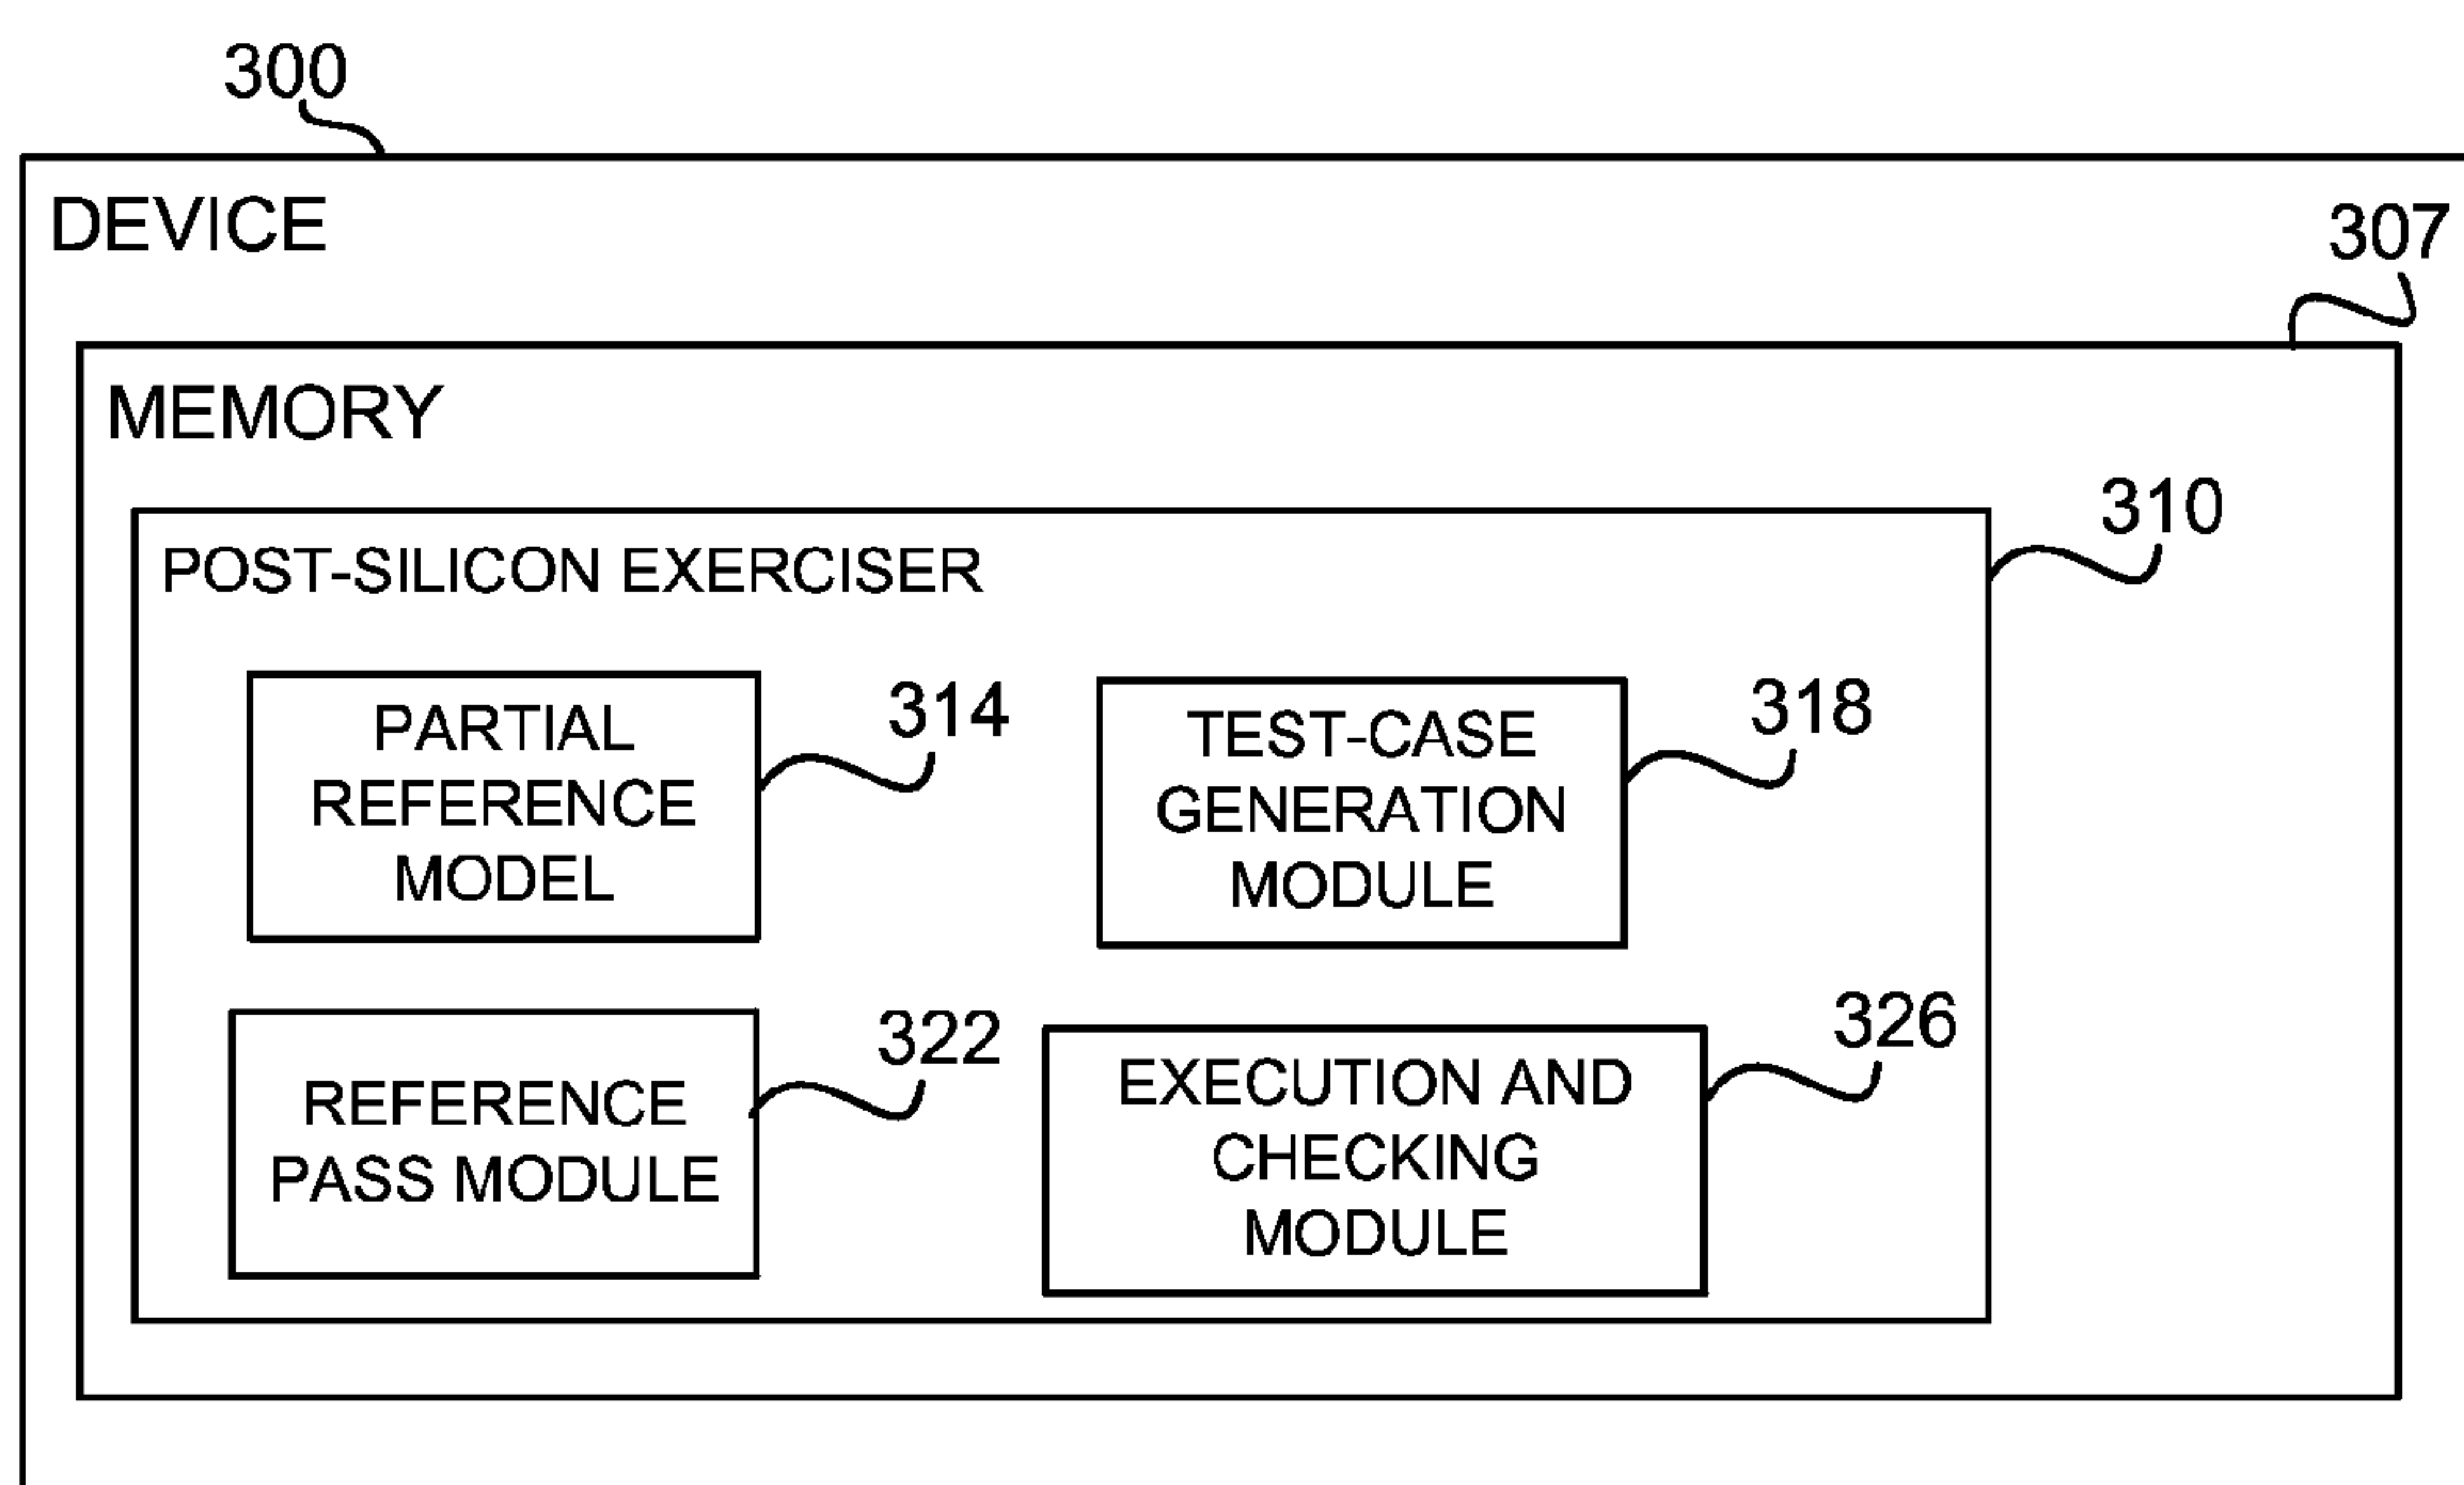 300
DEVICE
307
MEMORY
310
POST-SILICON EXERCISER
PARTIAL
REFERENCE
MODEL
314
TEST-CASE
GENERATION
MODULE
318
REFERENCE
PASS MODULE
322
EXECUTION AND
CHECKING
MODULE
326